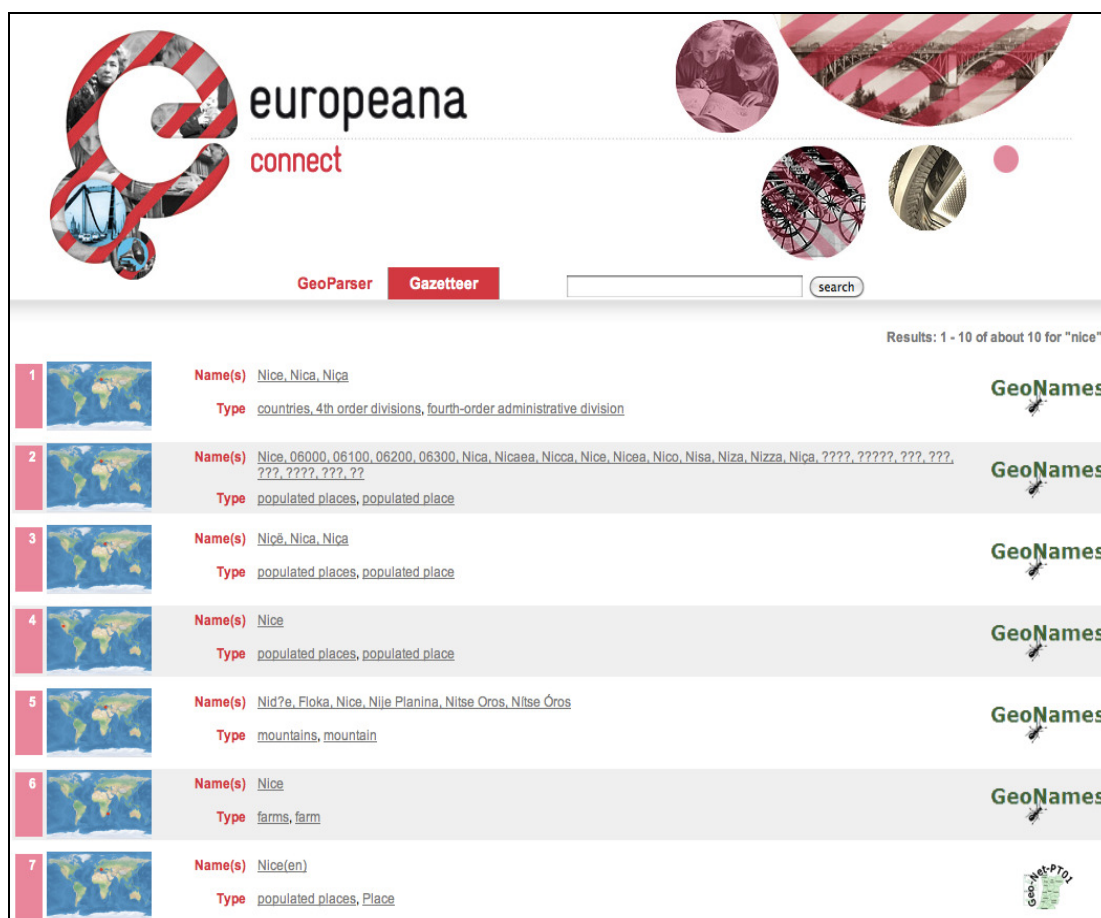 europeana
connect
GeoParser Gazetteer search
Results: 1 - 10 of about 10 for "nice"
1 Name(s) Nice, Nica, Niça GeoNames
Type countries, 4th order divisions, fourth-order administrative division
2 Name(s) Nice, 06000, 06100, 06200, 06300, Nica, Nicaea, Nicca, Nice, Nicea, Nico, Nisa, Niza, Nizza, Niça, ????, ?????, ???, ???, GeoNames
???, ????, ???, ??
Type populated places, populated place
3 Name(s) Niçë, Nica, Niça GeoNames
Type populated places, populated place
4 Name(s) Nice GeoNames
Type populated places, populated place
5 Name(s) Nid?e, Floka, Nice, Nije Planina, Nitse Oros, Nítse Óros GeoNames
Type mountains, mountain
6 Name(s) Nice GeoNames
Type farms, farm
7 Name(s) Nice(en) Geo-Net-PT01
Type populated places, Place